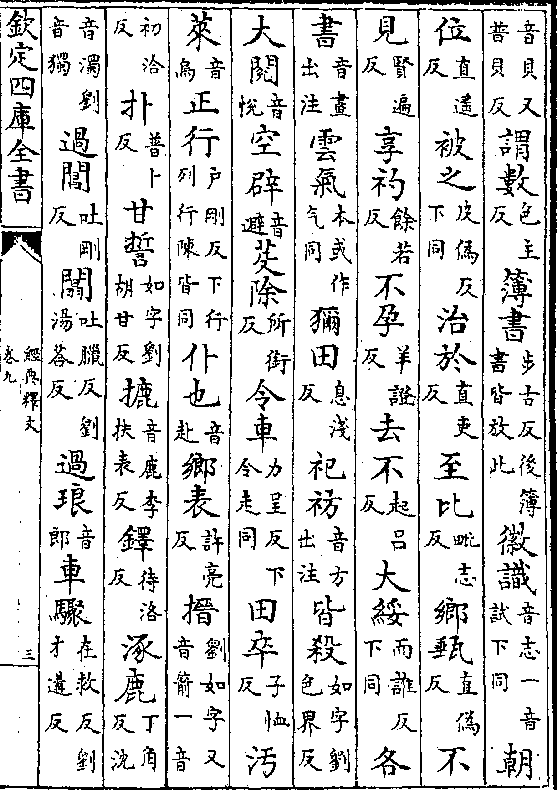 音貝又普貝反謂數色主反簿書步古反後簿書皆放此徽識音志一音試下同朝
位直遥反被之皮偽反下同治於直吏反至比毗志反鄉甀直偽反不
見賢遍反享礿餘若反不孕羊證反去不起吕反大綏而誰反下同各
書音畫出注雲氣本或作气同獮田息淺反祀祊音方出注皆殺如字劉色界反
大閱音悅空辟音避芟除所銜反令車力呈反下令走同田卒子恤反汚
萊音烏正行户剛反下行列行陳皆同仆也音赴鄉表許亮反搢劉如字又音箭一音
初洽反扑普卜反甘誓如字劉胡甘反摝音鹿李扶表反鐸待洛反涿鹿丁角反沈
音濁劉音獨過閶吐剛反闒吐臘反劉湯荅反過琅音郎車驟在救反劉才遘反
欽定四庫全書
經典釋文
卷九
三